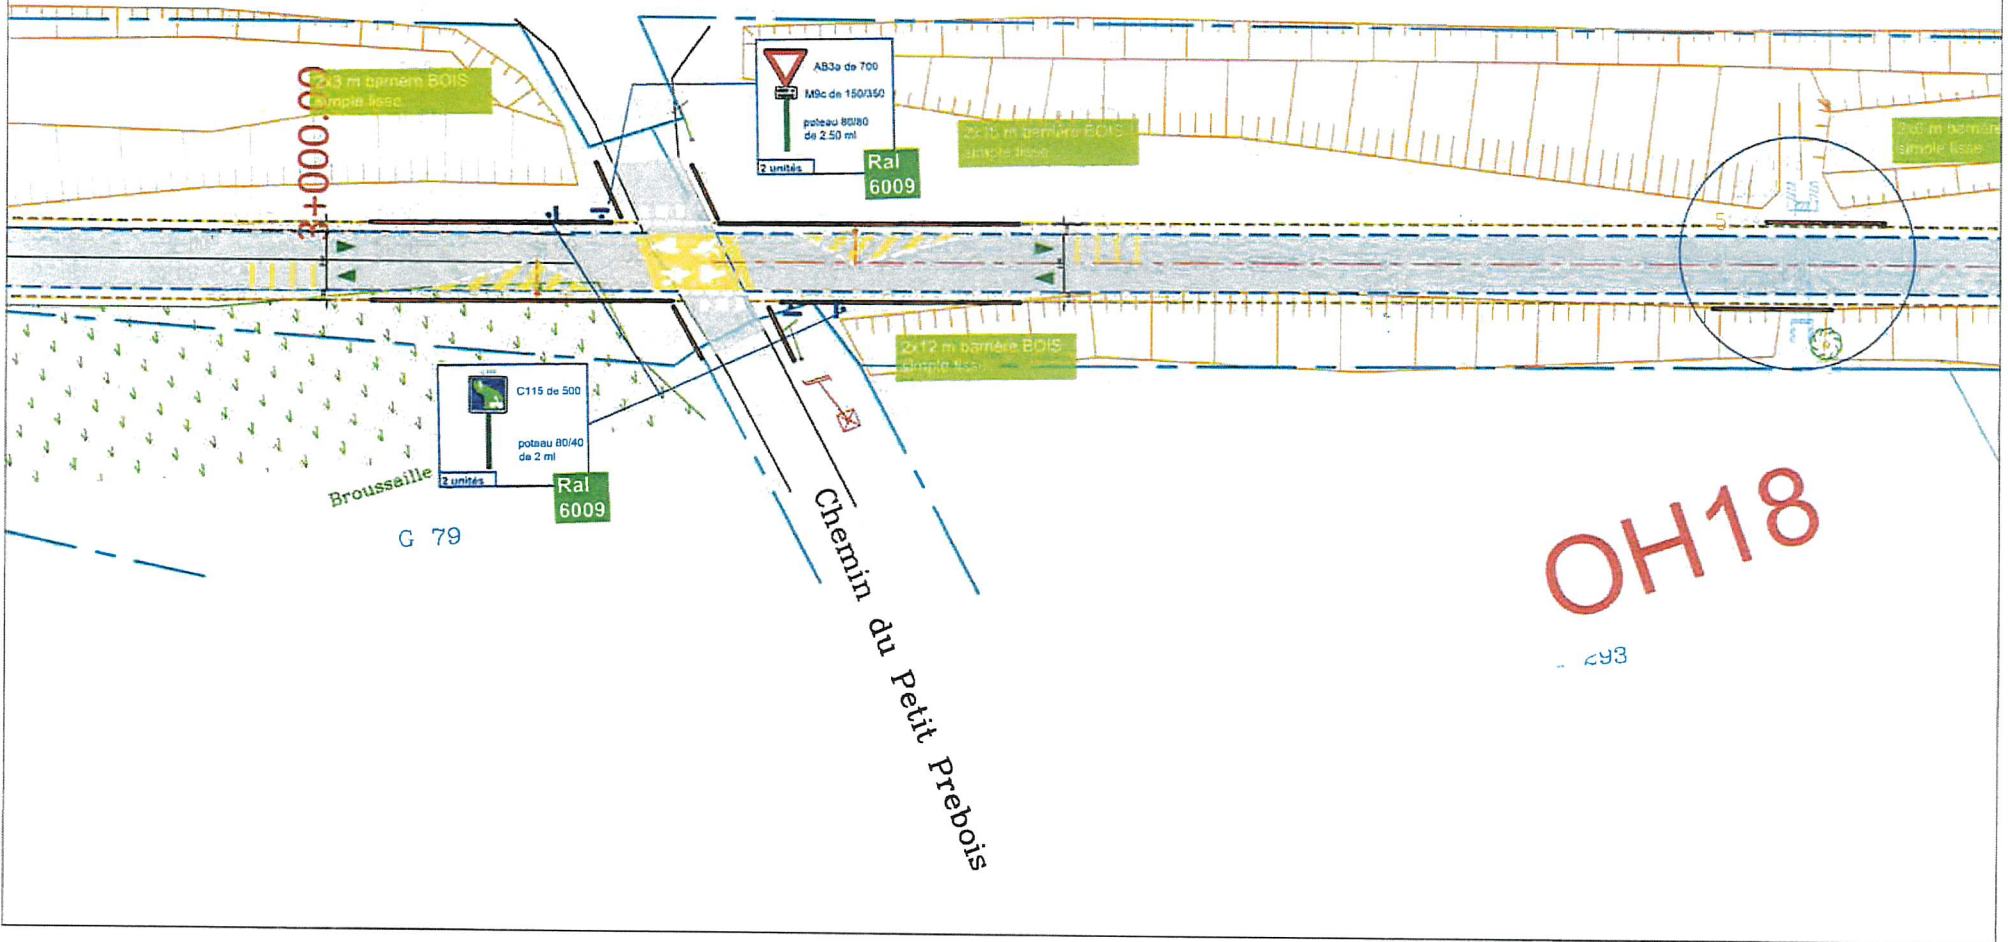 2x3 m barrière BOIS
simple lisse
3+000.00
AB3a de 700
M9c de 150/350
poteau 80/80
de 2.50 ml
2 unités
Ral
6009
2x15 m barrière BOIS
simple lisse
barrière
simple lisse
5
2x12 m barrière BOIS
simple lisse
C115 de 500
poteau 80/40
de 2 ml
2 unités
Ral
6009
Broussaille
G 79
Chemin du Petit Prebois
OH18
293